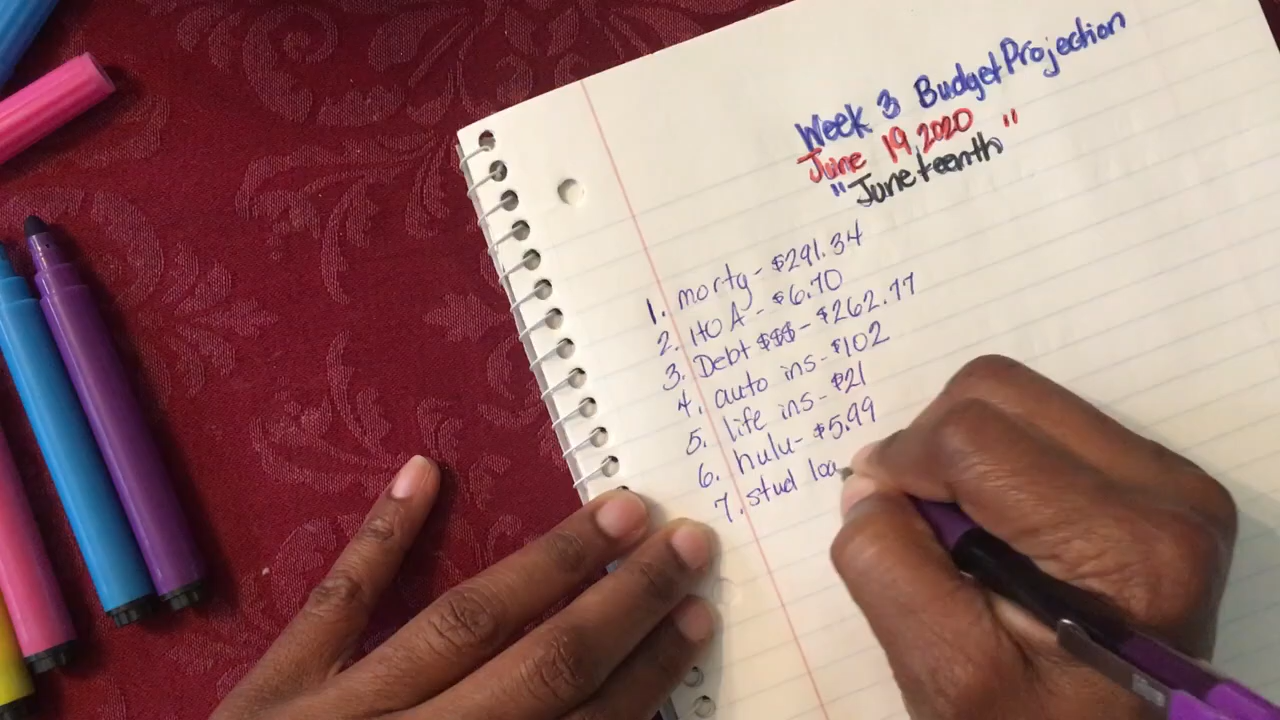 Week 3 Budget Projection
June 19, 2020
"Juneteenth"
1. mortg - $291.34
2. HOA - $6.70
3. Debt $$$ - $262.77
4. auto ins - $102
5. life ins - $21
6. hulu - $5.99
7. stud loa